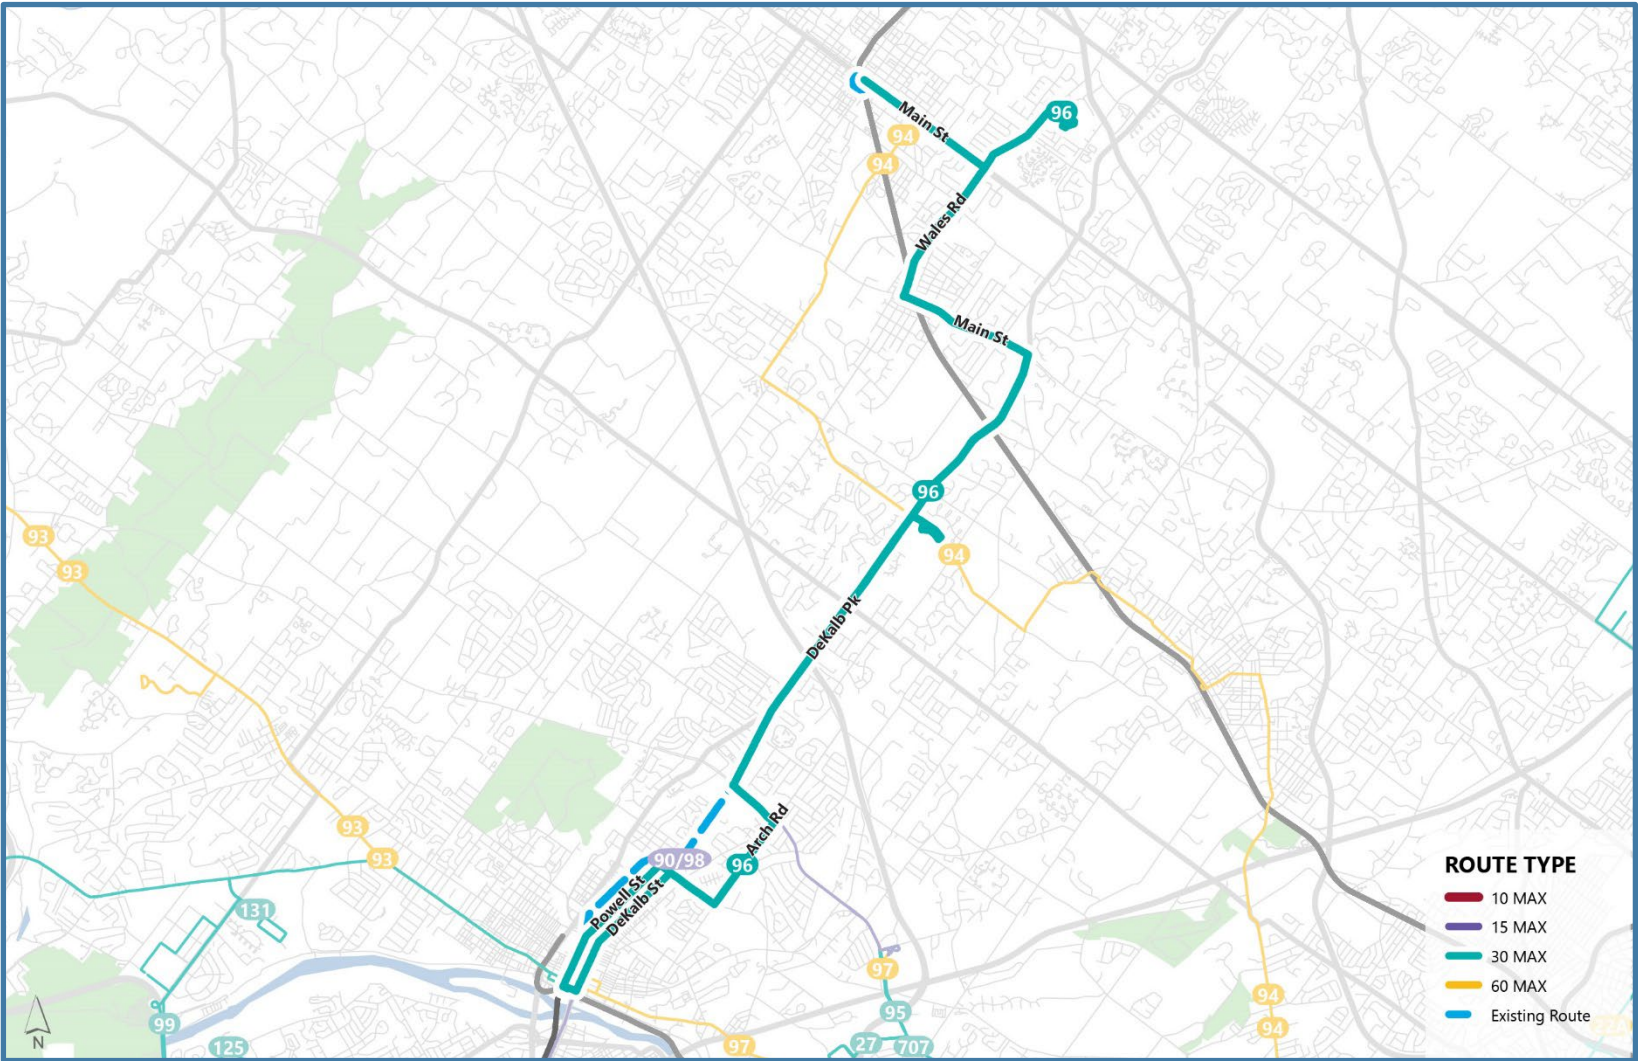 Main St
96
94
94
Wales Rd
Main St
96
93
94
93
DeKalb Pk
93
Arch Rd
93
90/98
96
Powell St
DeKalb St
131
97
94
95
99
94
125
97
27
707
N
ROUTE TYPE
10 MAX
15 MAX
30 MAX
60 MAX
Existing Route